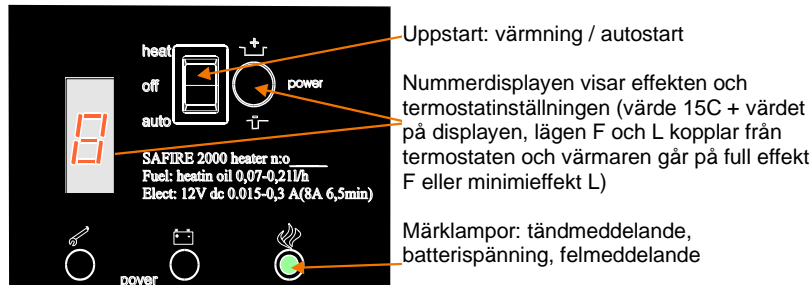 heat
off
auto
power
8
SAFIRE 2000 heater n:o____
Fuel: heatin oil 0,07-0,21l/h
Elect: 12V dc 0.015-0,3 A(8A 6,5min)
pover
Uppstart: värmning / autostart
Nummerdisplayen visar effekten och
termostatinställningen (värde 15C + värdet
på displayen, lägen F och L kopplar från
termostaten och värmaren går på full effekt
F eller minimieffekt L)
Märklampor: tändmeddelande,
batterispänning, felmeddelande